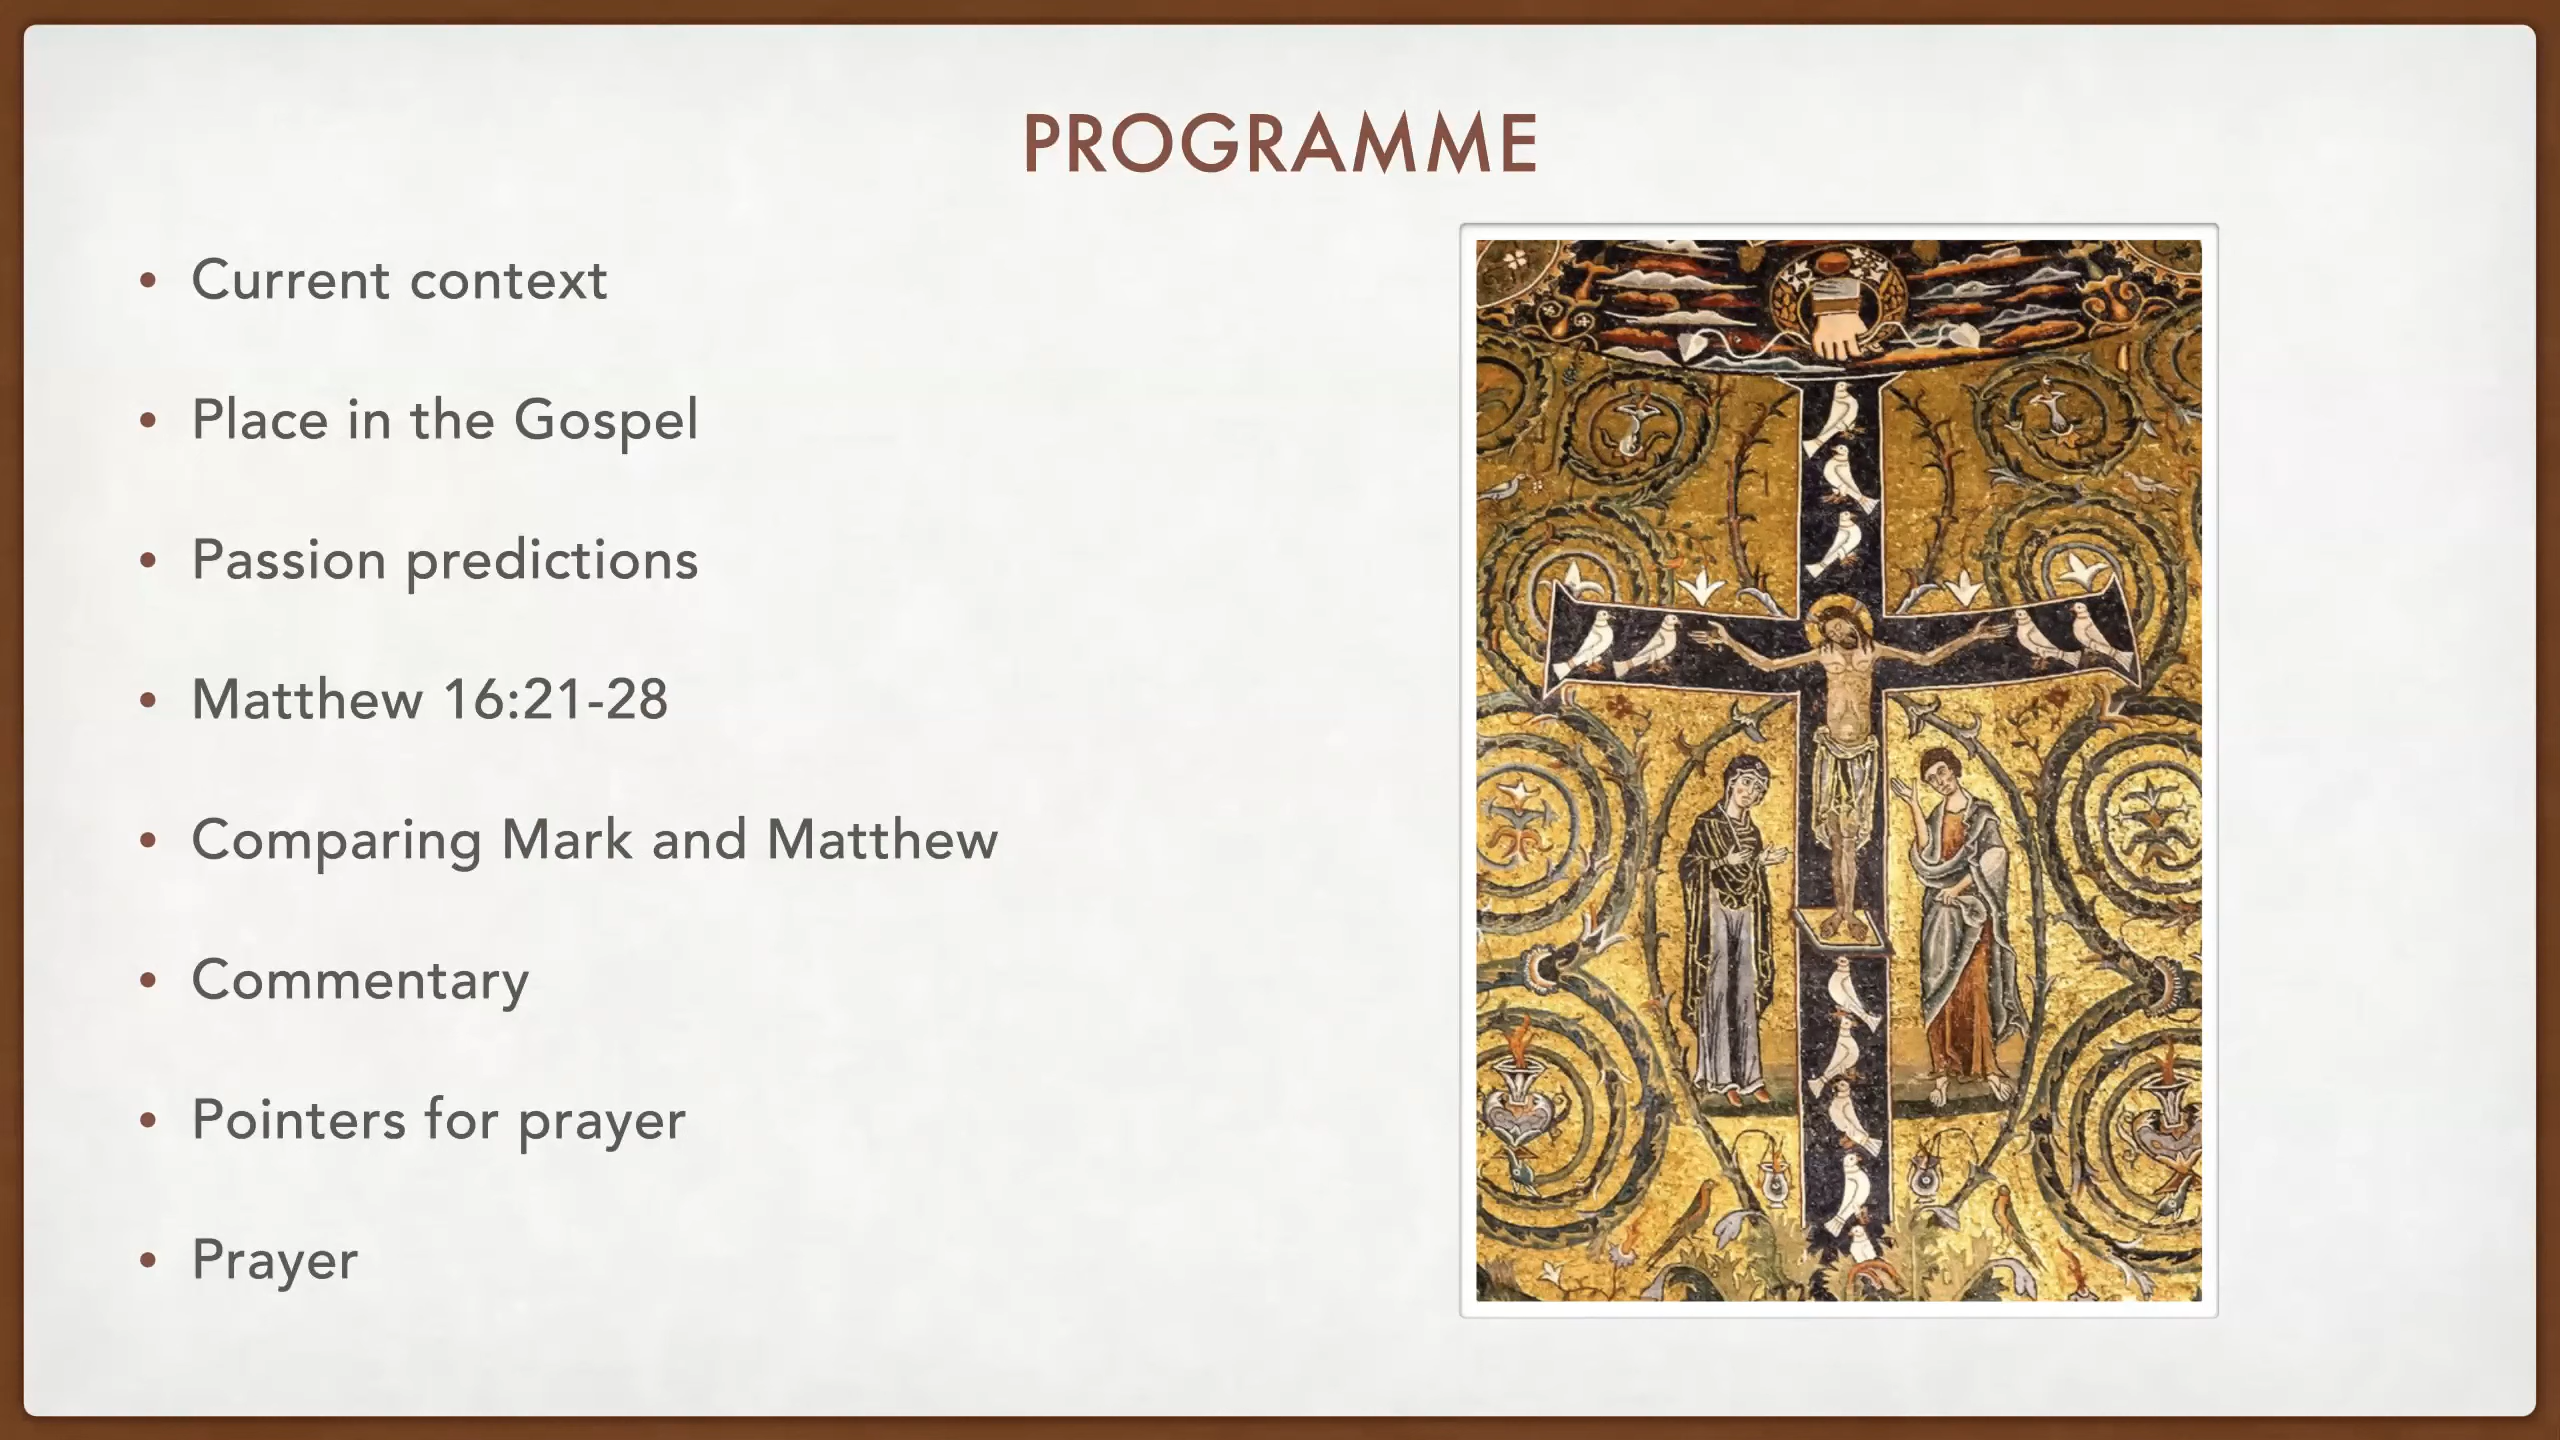 PROGRAMME
• Current context
• Place in the Gospel
• Passion predictions
• Matthew 16:21-28
• Comparing Mark and Matthew
• Commentary
• Pointers for prayer
• Prayer